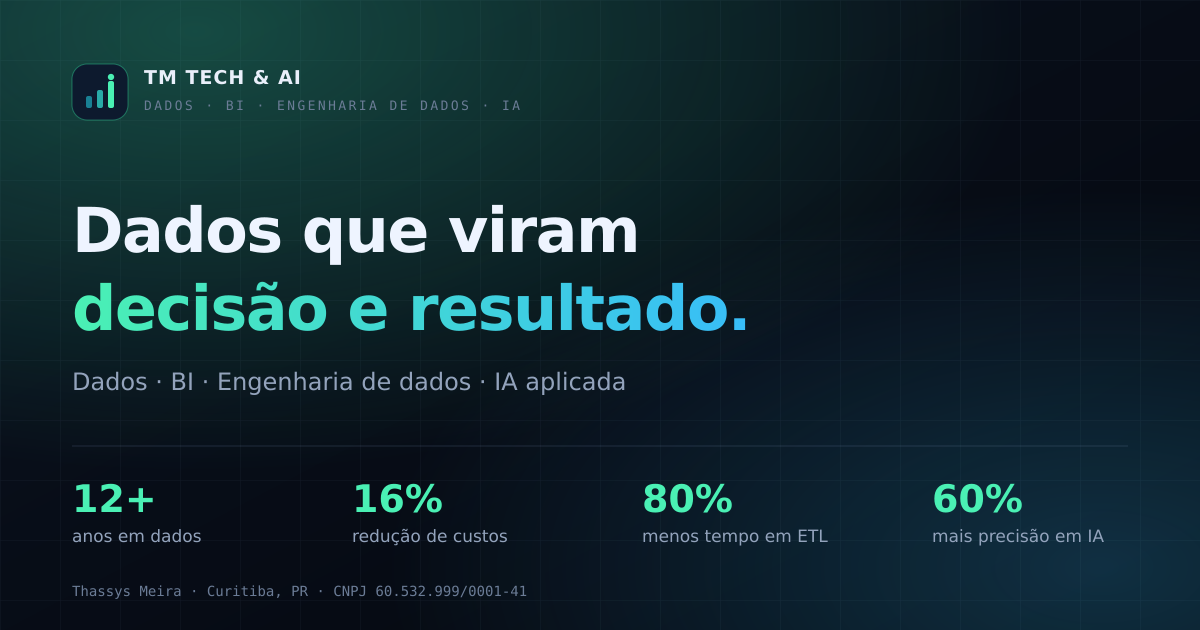 TM TECH & AI
DADOS · BI · ENGENHARIA DE DADOS · IA
Dados que viram
decisão e resultado.
Dados · BI · Engenharia de dados · IA aplicada
12+ 16% 80% 60%
anos em dados redução de custos menos tempo em ETL mais precisão em IA
Thassys Meira · Curitiba, PR · CNPJ 60.532.999/0001-41